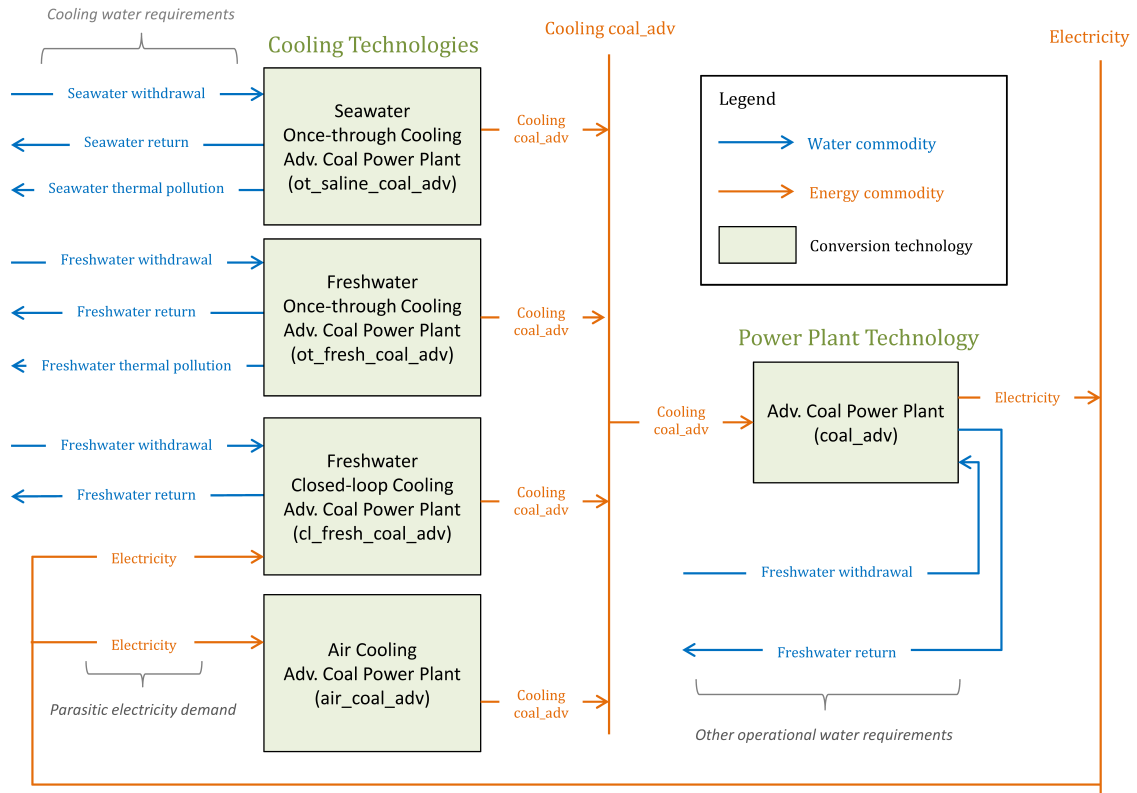 Cooling water requirements
Cooling Technologies
Cooling coal_adv
Electricity
Seawater withdrawal
Seawater return
Seawater thermal pollution
Seawater
Once-through Cooling
Adv. Coal Power Plant
(ot_saline_coal_adv)
Cooling
coal_adv
Legend
Water commodity
Energy commodity
Conversion technology
Freshwater withdrawal
Freshwater return
Freshwater thermal pollution
Freshwater
Once-through Cooling
Adv. Coal Power Plant
(ot_fresh_coal_adv)
Cooling
coal_adv
Power Plant Technology
Cooling
coal_adv
Adv. Coal Power Plant
(coal_adv)
Electricity
Freshwater withdrawal
Freshwater return
Electricity
Freshwater
Closed-loop Cooling
Adv. Coal Power Plant
(cl_fresh_coal_adv)
Cooling
coal_adv
Freshwater withdrawal
Freshwater return
Other operational water requirements
Electricity
Parasitic electricity demand
Air Cooling
Adv. Coal Power Plant
(air_coal_adv)
Cooling
coal_adv